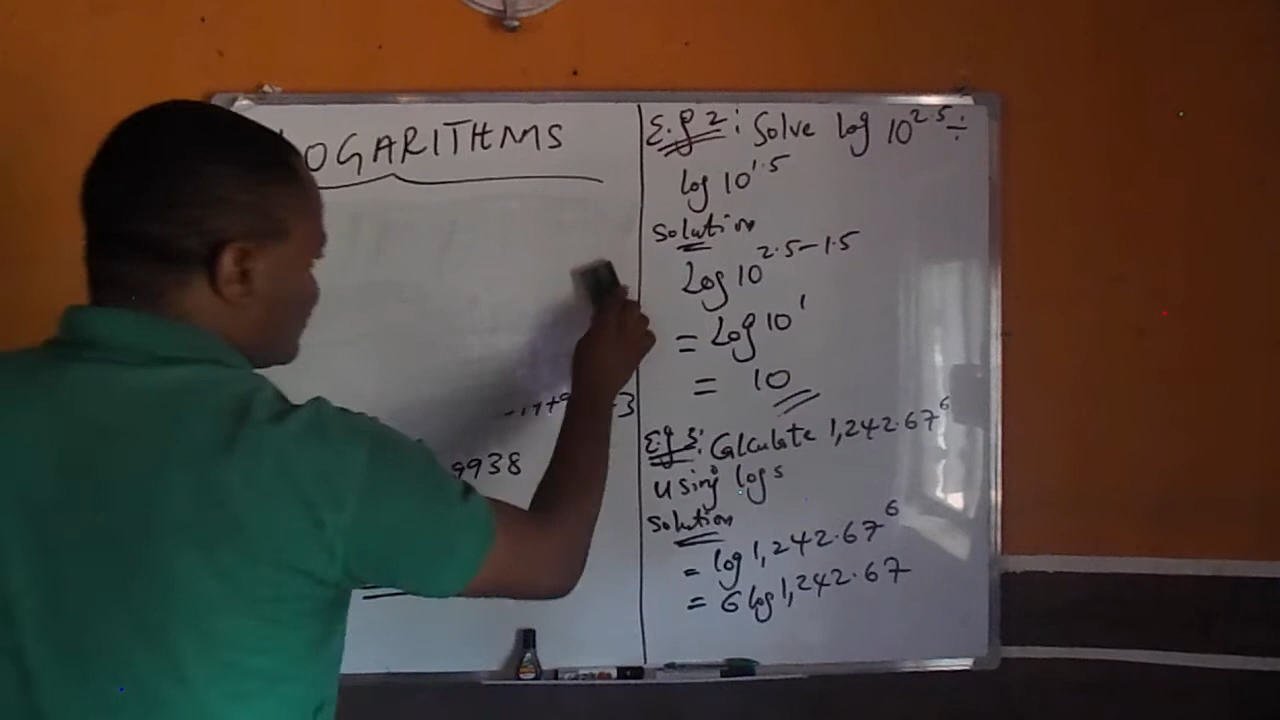 OGARITHMS
9938
E.g 2: Solve log 10^2.5 ÷
log 10^1.5
Solution
Log 10^2.5-1.5
= Log 10^1
= 10
E.g 3: Calculate 1,242.67^6
using logs
Solution
= log 1,242.67^6
= 6 log 1,242.67